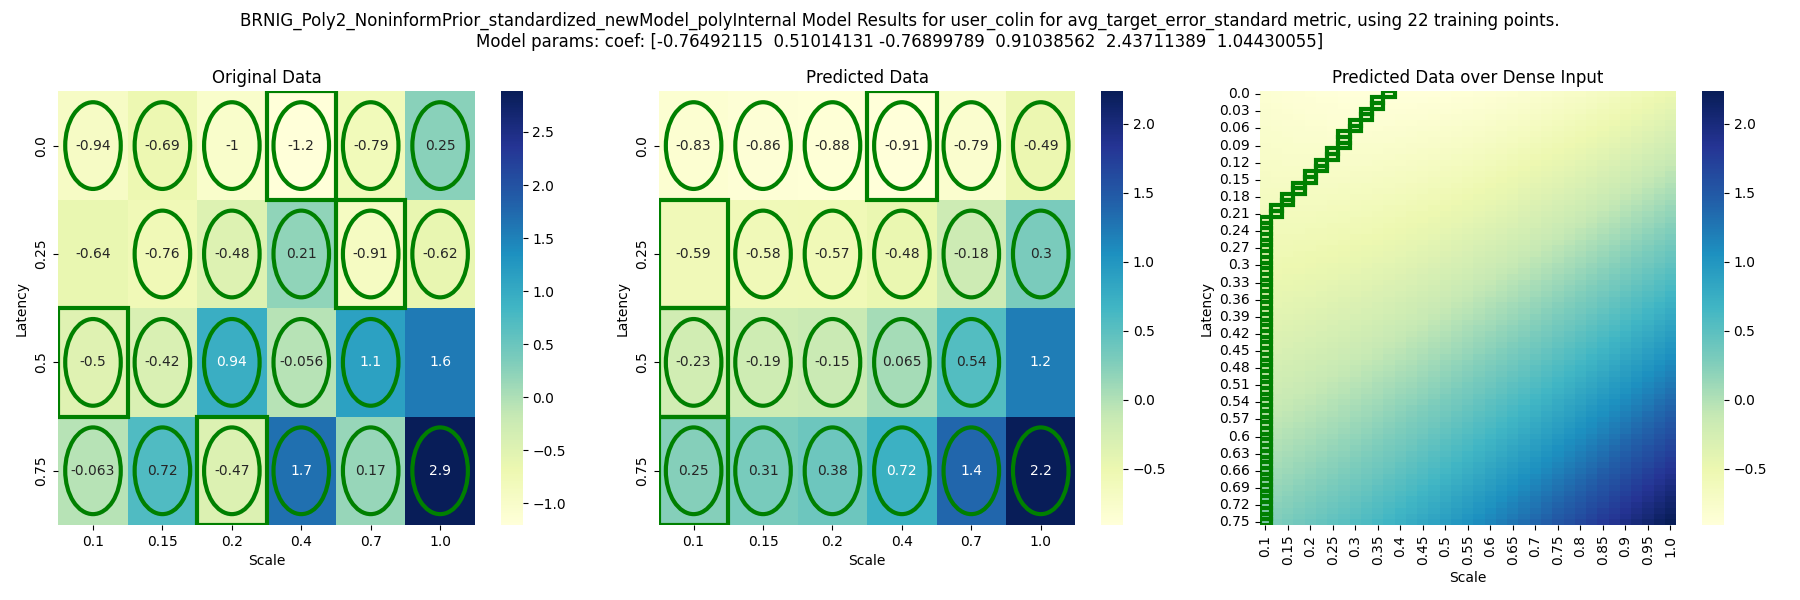 BRNIG_Poly2_NoninformPrior_standardized_newModel_polyInternal Model Results for user_colin for avg_target_error_standard metric, using 22 training points.
Model params: coef: [-0.76492115  0.51014131 -0.76899789  0.91038562  2.43711389  1.04430055]
Original Data
Latency
0.0
0.25
0.5
0.75
-0.94 -0.69 -1 -1.2 -0.79 0.25
-0.64 -0.76 -0.48 0.21 -0.91 -0.62
-0.5 -0.42 0.94 -0.056 1.1 1.6
-0.063 0.72 -0.47 1.7 0.17 2.9
0.1 0.15 0.2 0.4 0.7 1.0
Scale
2.5
2.0
1.5
1.0
0.5
0.0
−0.5
−1.0
Predicted Data
Latency
0.0
0.25
0.5
0.75
-0.83 -0.86 -0.88 -0.91 -0.79 -0.49
-0.59 -0.58 -0.57 -0.48 -0.18 0.3
-0.23 -0.19 -0.15 0.065 0.54 1.2
0.25 0.31 0.38 0.72 1.4 2.2
0.1 0.15 0.2 0.4 0.7 1.0
Scale
2.0
1.5
1.0
0.5
0.0
−0.5
Predicted Data over Dense Input
Latency
0.0
0.03
0.06
0.09
0.12
0.15
0.18
0.21
0.24
0.27
0.3
0.33
0.36
0.39
0.42
0.45
0.48
0.51
0.54
0.57
0.6
0.63
0.66
0.69
0.72
0.75
0.1 0.15 0.2 0.25 0.3 0.35 0.4 0.45 0.5 0.55 0.6 0.65 0.7 0.75 0.8 0.85 0.9 0.95 1.0
Scale
2.0
1.5
1.0
0.5
0.0
−0.5